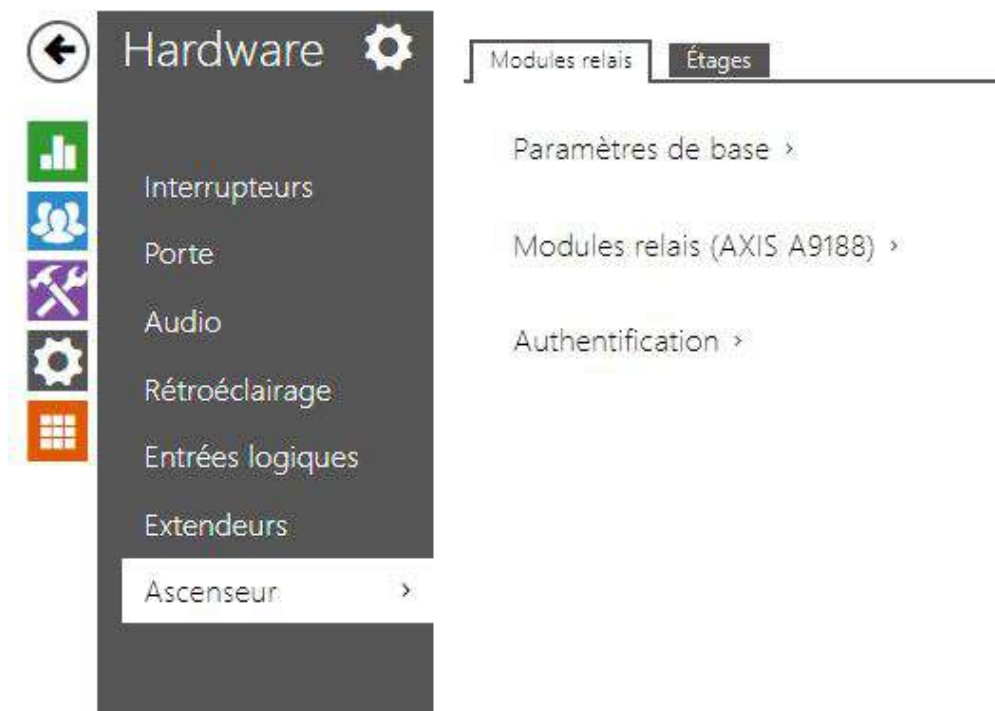 Hardware
Interrupteurs
Porte
Audio
Rétroéclairage
Entrées logiques
Extendeurs
Ascenseur >
Modules relais Étages
Paramètres de base >
Modules relais (AXIS A9188) >
Authentification >